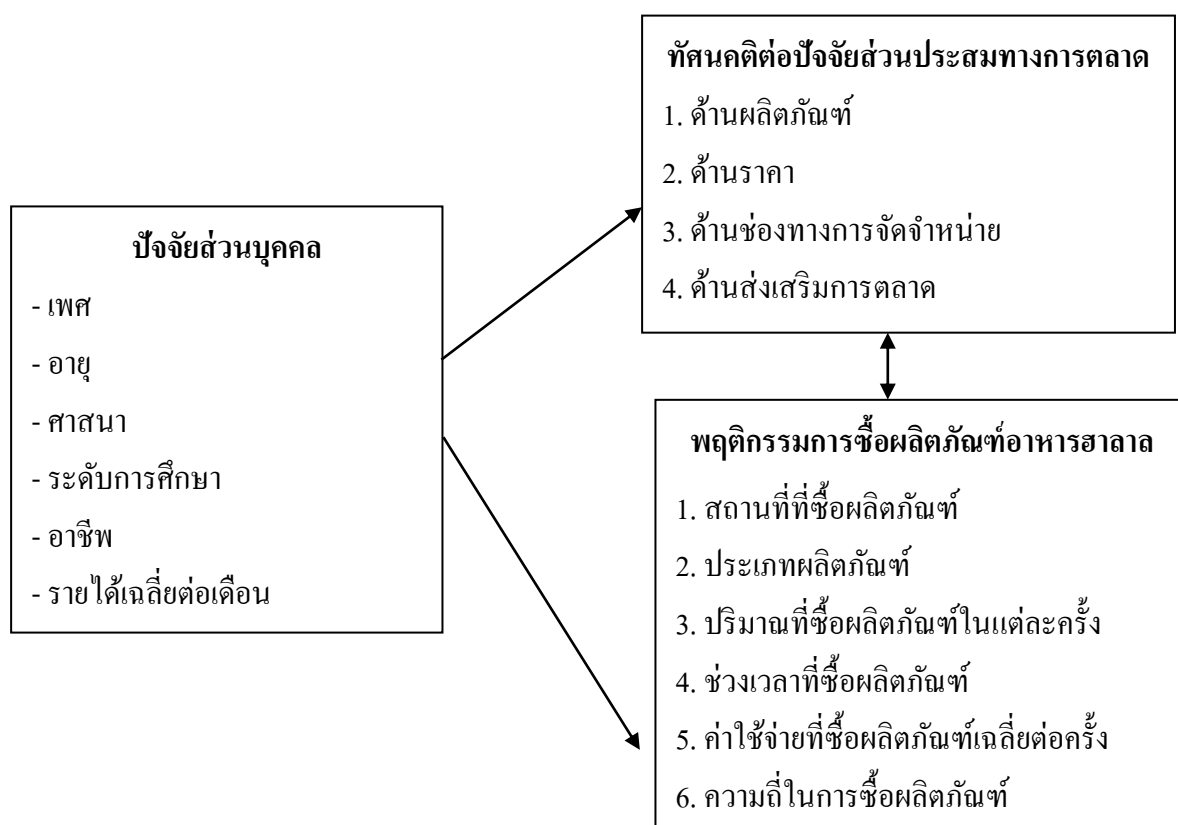 ทัศนคติต่อปัจจัยส่วนประสมทางการตลาด
1. ด้านผลิตภัณฑ์
2. ด้านราคา
3. ด้านช่องทางการจัดจำหน่าย
4. ด้านส่งเสริมการตลาด
ปัจจัยส่วนบุคคล
- เพศ
- อายุ
- ศาสนา
- ระดับการศึกษา
- อาชีพ
- รายได้เฉลี่ยต่อเดือน
พฤติกรรมการซื้อผลิตภัณฑ์อาหารฮาลาล
1. สถานที่ที่ซื้อผลิตภัณฑ์
2. ประเภทผลิตภัณฑ์
3. ปริมาณที่ซื้อผลิตภัณฑ์ในแต่ละครั้ง
4. ช่วงเวลาที่ซื้อผลิตภัณฑ์
5. ค่าใช้จ่ายที่ซื้อผลิตภัณฑ์เฉลี่ยต่อครั้ง
6. ความถี่ในการซื้อผลิตภัณฑ์